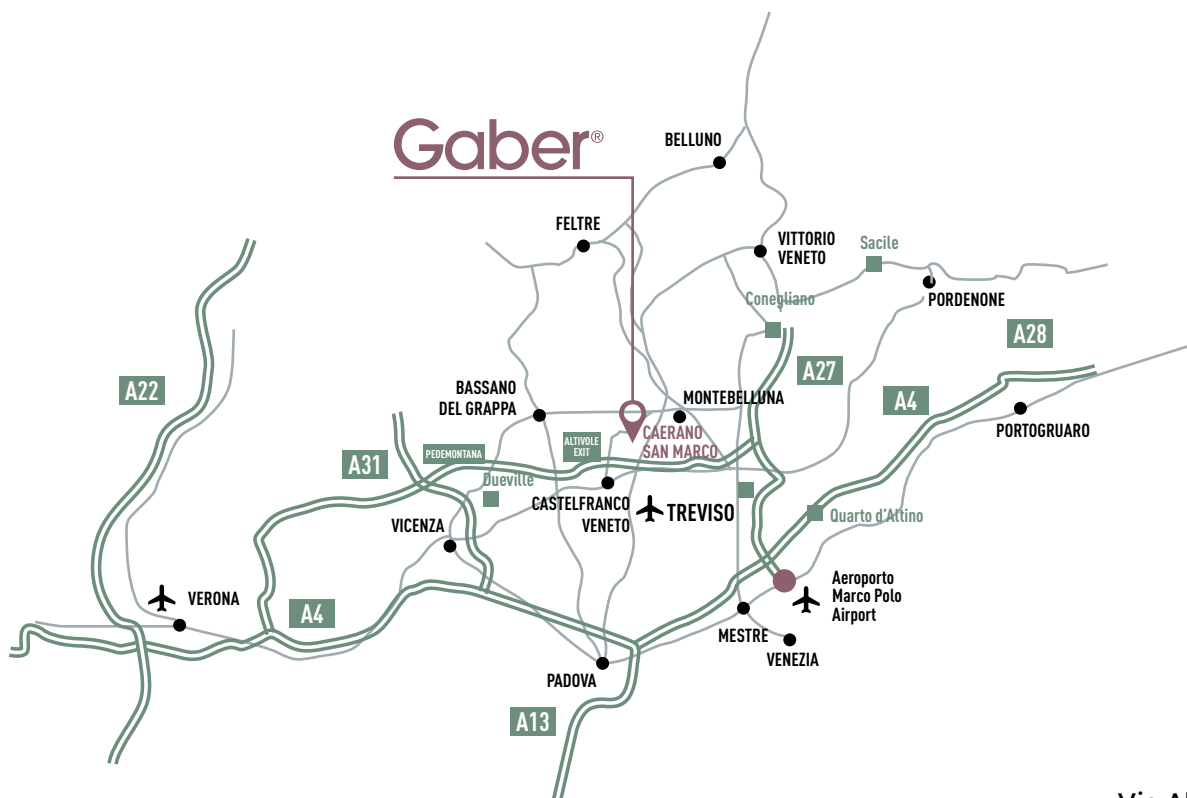 Gaber®
BELLUNO
FELTRE
VITTORIO
VENETO
Sacile
Conegliano
PORDENONE
A28
A27
A22
A4
BASSANO
DEL GRAPPA
MONTEBELLUNA
PORTOGRUARO
CAERANO
SAN MARCO
ALTIVOLE
EXIT
PEDEMONTANA
A31
Dueville
CASTELFRANCO
VENETO
TREVISO
Quarto d'Altino
VICENZA
Aeroporto
Marco Polo
Airport
VERONA
A4
MESTRE
VENEZIA
PADOVA
A13